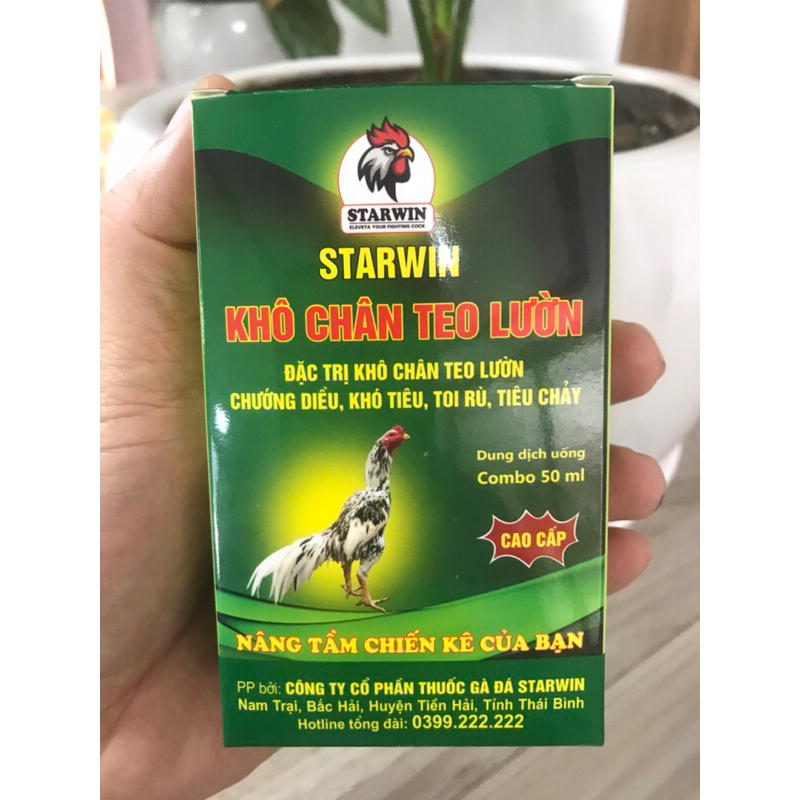 STARWIN
ELEVETA YOUR FIGHTING COCK
STARWIN
KHÔ CHÂN TEO LƯỜN
ĐẶC TRỊ KHÔ CHÂN TEO LƯỜN
CHƯỚNG DIỀU, KHÓ TIÊU, TOI RÙ, TIÊU CHẢY
Dung dịch uống
Combo 50 ml
CAO CẤP
NÂNG TẦM CHIẾN KÊ CỦA BẠN
PP bởi: CÔNG TY CỔ PHẦN THUỐC GÀ ĐÁ STARWIN
Nam Trại, Bắc Hải, Huyện Tiền Hải, Tỉnh Thái Bình
Hotline tổng đài: 0399.222.222